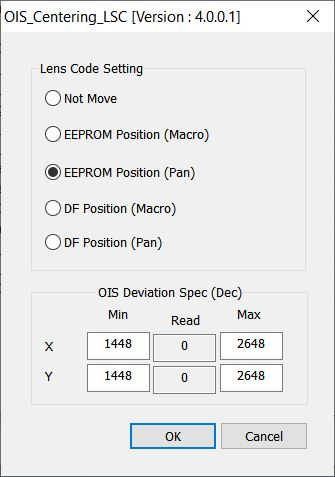 OIS_Centering_LSC [Version : 4.0.0.1]
Lens Code Setting
Not Move
EEPROM Position (Macro)
EEPROM Position (Pan)
DF Position (Macro)
DF Position (Pan)
OIS Deviation Spec (Dec)
Min Read Max
X 1448 0 2648
Y 1448 0 2648
OK Cancel